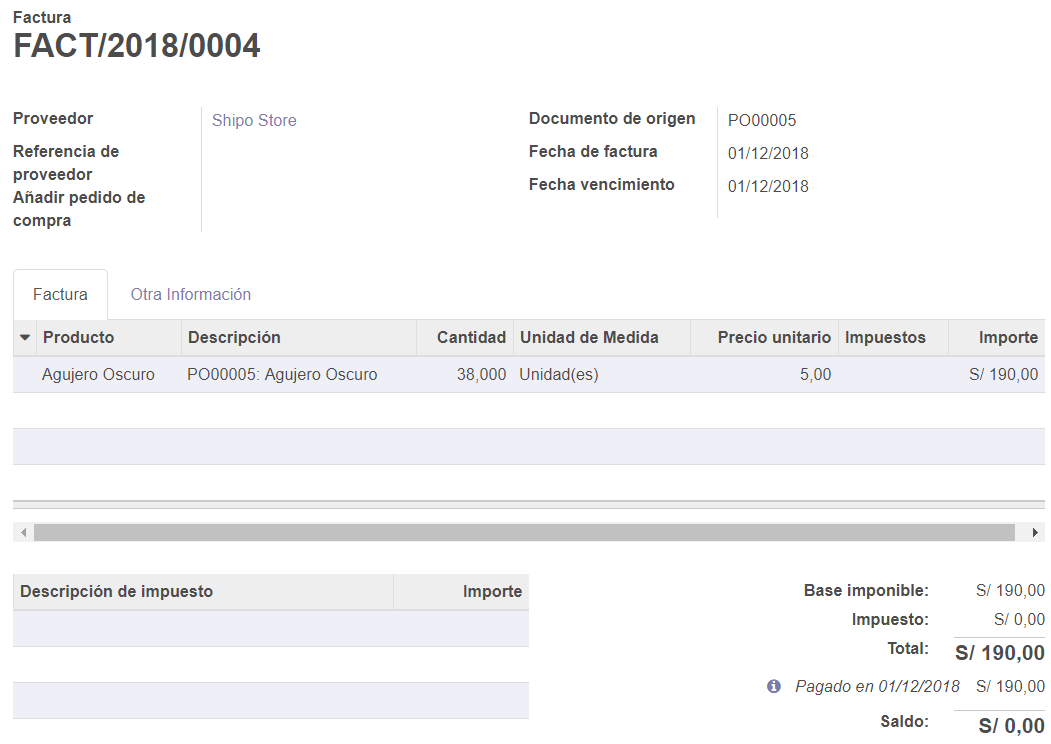 Factura
FACT/2018/0004
Proveedor Shipo Store
Referencia de
proveedor
Añadir pedido de
compra
Documento de origen PO00005
Fecha de factura 01/12/2018
Fecha vencimiento 01/12/2018
Factura Otra Información
Producto Descripción Cantidad Unidad de Medida Precio unitario Impuestos Importe
Agujero Oscuro PO00005: Agujero Oscuro 38,000 Unidad(es) 5,00 S/ 190,00
Descripción de impuesto Importe
Base imponible: S/ 190,00
Impuesto: S/ 0,00
Total: S/ 190,00
Pagado en 01/12/2018 S/ 190,00
Saldo: S/ 0,00